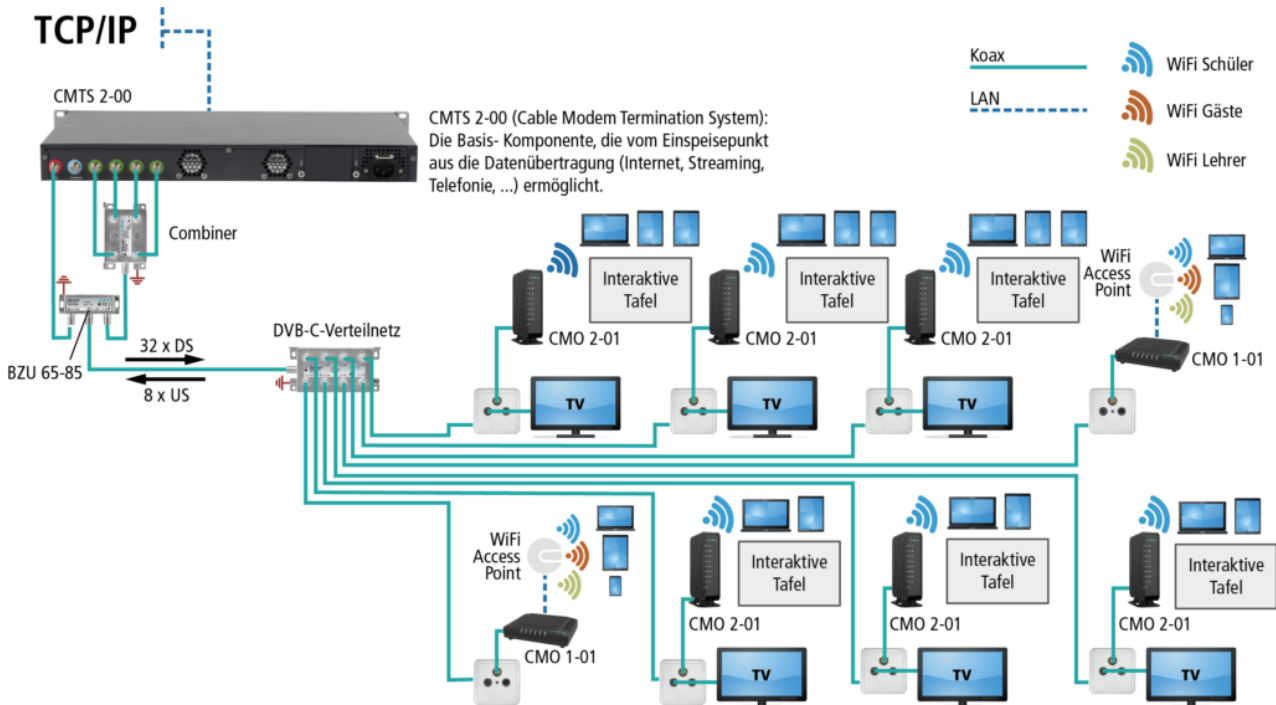 TCP/IP
CMTS 2-00
CMTS 2-00 (Cable Modem Termination System):
Die Basis- Komponente, die vom Einspeisepunkt
aus die Datenübertragung (Internet, Streaming,
Telefonie, ...) ermöglicht.
Koax
LAN
WiFi Schüler
WiFi Gäste
WiFi Lehrer
Combiner
BZU 65-85
32 x DS
8 x US
DVB-C-Verteilnetz
Interaktive
Tafel
CMO 2-01
TV
Interaktive
Tafel
CMO 2-01
TV
Interaktive
Tafel
CMO 2-01
TV
WiFi
Access
Point
CMO 1-01
WiFi
Access
Point
CMO 1-01
Interaktive
Tafel
CMO 2-01
TV
Interaktive
Tafel
CMO 2-01
TV
Interaktive
Tafel
CMO 2-01
TV